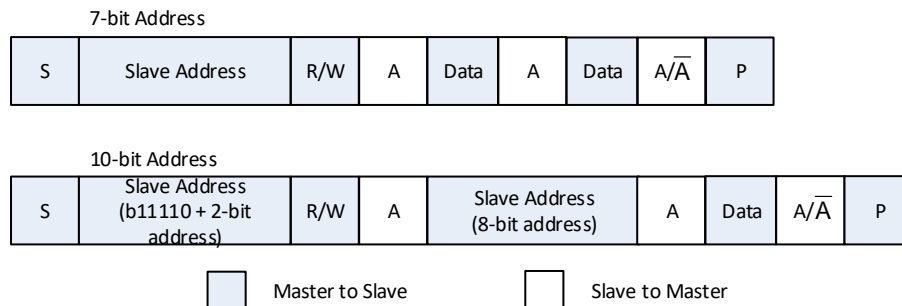 7-bit Address
S Slave Address R/W A Data A Data A/A̅ P
10-bit Address
S Slave Address R/W A Slave Address A Data A/A̅ P
(b11110 + 2-bit (8-bit address)
address)
Master to Slave Slave to Master